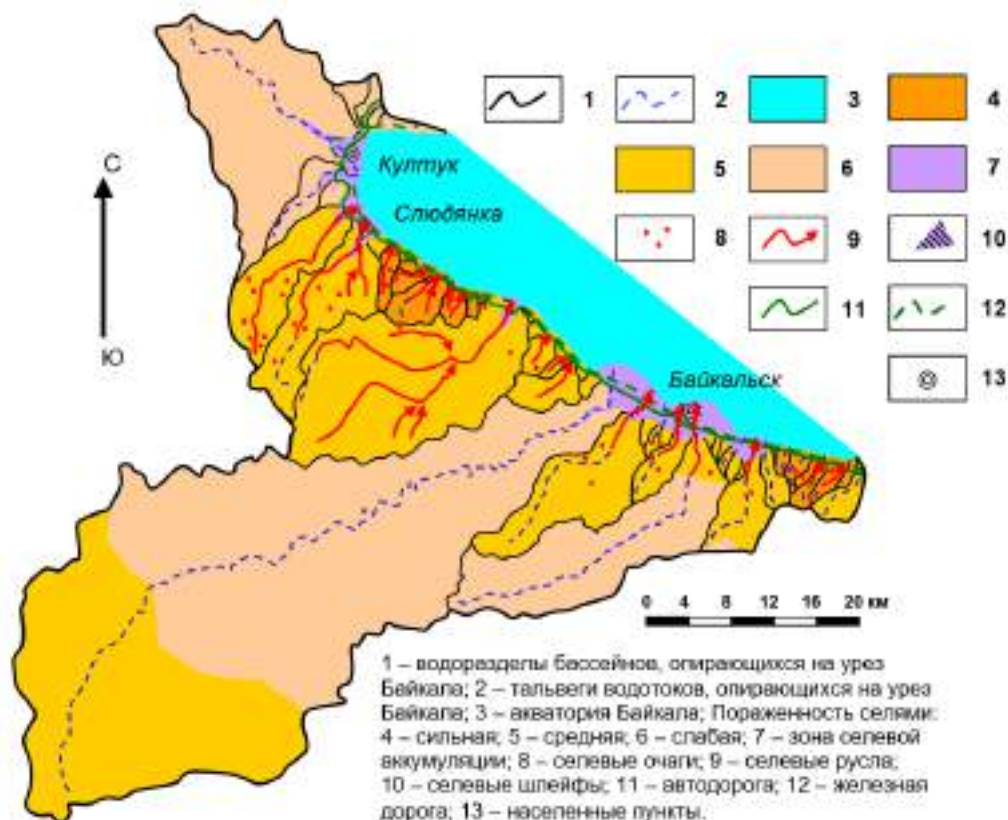 1 2 3 4
С
Култук
5 6 7
Слюдянка
8 9 10
11 12
Ю
Байкальск
13
0 4 8 12 16 20 км
1 – водоразделы бассейнов, опирающихся на урез
Байкала; 2 – тальвеги водотоков, опирающихся на урез
Байкала; 3 – акватория Байкала; Пораженность селями:
4 – сильная; 5 – средняя; 6 – слабая; 7 – зона селевой
аккумуляции; 8 – селевые очаги; 9 – селевые русла;
10 – селевые шлейфы; 11 – автодорога; 12 – железная
дорога; 13 – населенные пункты.